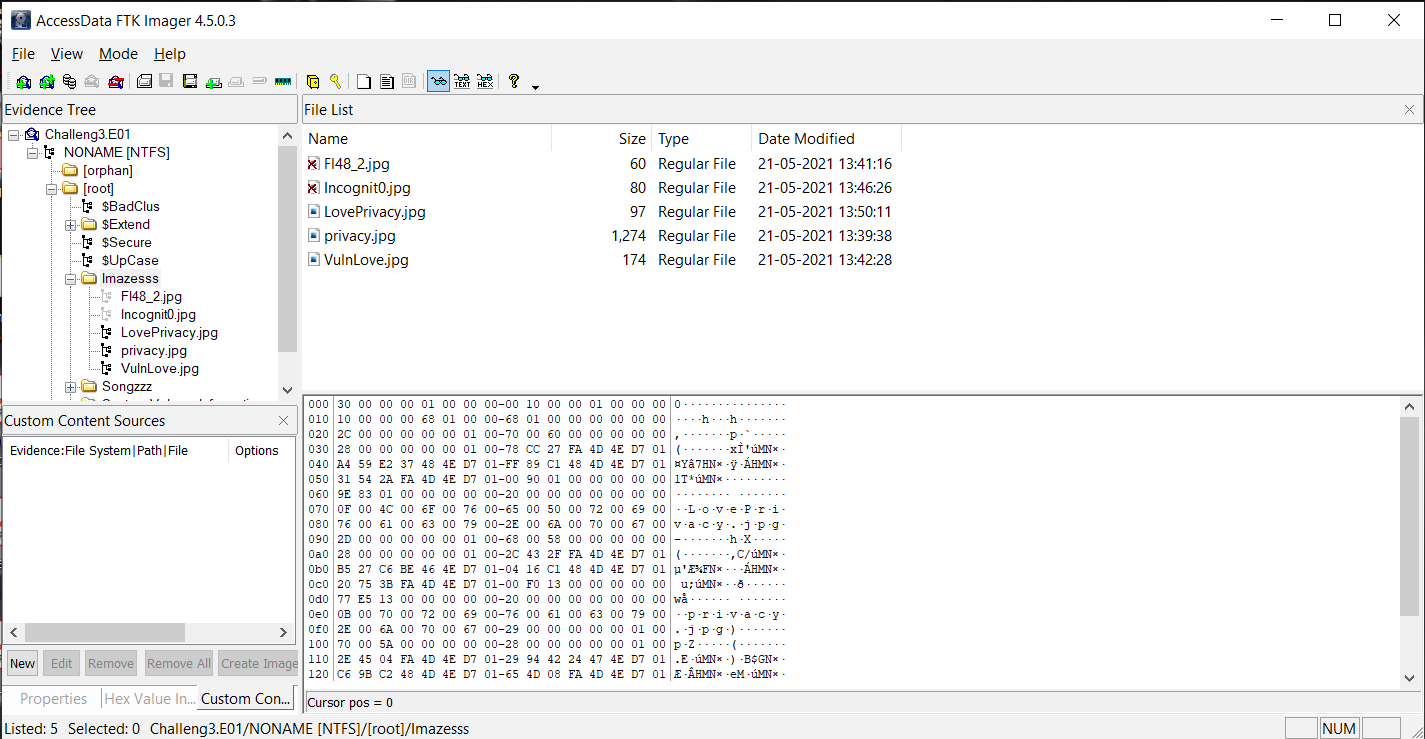 AccessData FTK Imager 4.5.0.3
File View Mode Help
Evidence Tree
Challeng3.E01
NONAME [NTFS]
[orphan]
[root]
$BadClus
$Extend
$Secure
$UpCase
Imazesss
Fl48_2.jpg
Incognit0.jpg
LovePrivacy.jpg
privacy.jpg
VulnLove.jpg
Songzzz
Custom Content Sources
Evidence:File System|Path|File Options
New Edit Remove Remove All Create Image
Properties Hex Value In... Custom Con...
File List
Name Size Type Date Modified
Fl48_2.jpg 60 Regular File 21-05-2021 13:41:16
Incognit0.jpg 80 Regular File 21-05-2021 13:46:26
LovePrivacy.jpg 97 Regular File 21-05-2021 13:50:11
privacy.jpg 1,274 Regular File 21-05-2021 13:39:38
VulnLove.jpg 174 Regular File 21-05-2021 13:42:28
000 30 00 00 00 01 00 00 00-00 10 00 00 01 00 00 00 0···············
010 10 00 00 00 68 01 00 00-68 01 00 00 00 00 00 00 ····h···h·······
020 2C 00 00 00 00 00 01 00-70 00 60 00 00 00 00 00 ,·······p·`·····
030 28 00 00 00 00 00 01 00-78 CC 27 FA 4D 4E D7 01 (·······xÌ'úMN×·
040 A4 59 E2 37 48 4E D7 01-FF 89 C1 48 4D 4E D7 01 ¤Yâ7HN×·ÿ·ÁHMN×·
050 31 54 2A FA 4D 4E D7 01-00 90 01 00 00 00 00 00 1T*úMN×·········
060 9E 83 01 00 00 00 00 00-20 00 00 00 00 00 00 00 ········ ·······
070 0F 00 4C 00 6F 00 76 00-65 00 50 00 72 00 69 00 ··L·o·v·e·P·r·i·
080 76 00 61 00 63 00 79 00-2E 00 6A 00 70 00 67 00 v·a·c·y·.·j·p·g·
090 2D 00 00 00 00 00 01 00-68 00 58 00 00 00 00 00 -·······h·X·····
0a0 28 00 00 00 00 00 01 00-2C 43 2F FA 4D 4E D7 01 (·······,C/úMN×·
0b0 B5 27 C6 BE 46 4E D7 01-04 16 C1 48 4D 4E D7 01 µ'Æ¾FN×···ÁHMN×·
0c0 20 75 3B FA 4D 4E D7 01-00 F0 13 00 00 00 00 00  u;úMN×··ð······
0d0 77 E5 13 00 00 00 00 00-20 00 00 00 00 00 00 00 wå······ ·······
0e0 0B 00 70 00 72 00 69 00-76 00 61 00 63 00 79 00 ··p·r·i·v·a·c·y·
0f0 2E 00 6A 00 70 00 67 00-29 00 00 00 00 00 01 00 .·j·p·g·)·······
100 70 00 5A 00 00 00 00 00-28 00 00 00 00 00 01 00 p·Z·····(·······
110 2E 45 04 FA 4D 4E D7 01-29 94 42 24 47 4E D7 01 .E·úMN×·)·B$GN×·
120 C6 9B C2 48 4D 4E D7 01-65 4D 08 FA 4D 4E D7 01 Æ·ÂHMN×·eM·úMN×·
Cursor pos = 0
Listed: 5 Selected: 0 Challeng3.E01/NONAME [NTFS]/[root]/Imazesss NUM